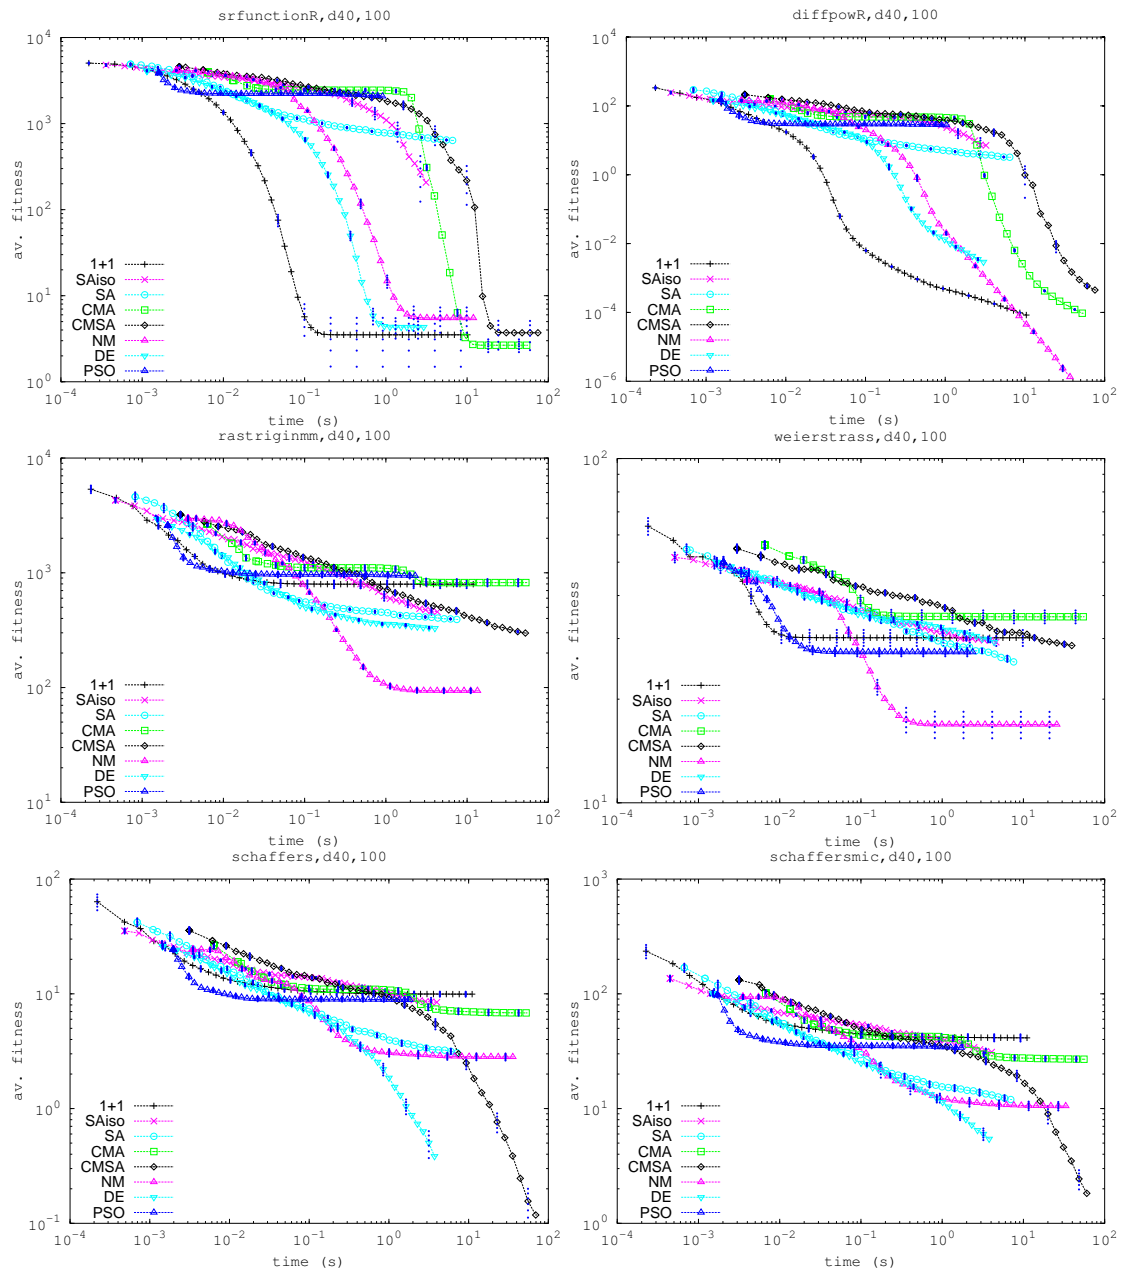 srfunctionR,d40,100
10^4
10^3
10^2
10^1
10^0
av. fitness
1+1
SAiso
SA
CMA
CMSA
NM
DE
PSO
10^-4 10^-3 10^-2 10^-1 10^0 10^1 10^2
time (s)
diffpowR,d40,100
10^4
10^2
10^0
10^-2
10^-4
10^-6
av. fitness
1+1
SAiso
SA
CMA
CMSA
NM
DE
PSO
10^-4 10^-3 10^-2 10^-1 10^0 10^1 10^2
time (s)
rastriginmm,d40,100
10^4
10^3
10^2
10^1
av. fitness
1+1
SAiso
SA
CMA
CMSA
NM
DE
PSO
10^-4 10^-3 10^-2 10^-1 10^0 10^1 10^2
time (s)
weierstrass,d40,100
10^2
10^1
av. fitness
1+1
SAiso
SA
CMA
CMSA
NM
DE
PSO
10^-4 10^-3 10^-2 10^-1 10^0 10^1 10^2
time (s)
schaffers,d40,100
10^2
10^1
10^0
10^-1
av. fitness
1+1
SAiso
SA
CMA
CMSA
NM
DE
PSO
10^-4 10^-3 10^-2 10^-1 10^0 10^1 10^2
time (s)
schaffersmic,d40,100
10^3
10^2
10^1
10^0
av. fitness
1+1
SAiso
SA
CMA
CMSA
NM
DE
PSO
10^-4 10^-3 10^-2 10^-1 10^0 10^1 10^2
time (s)